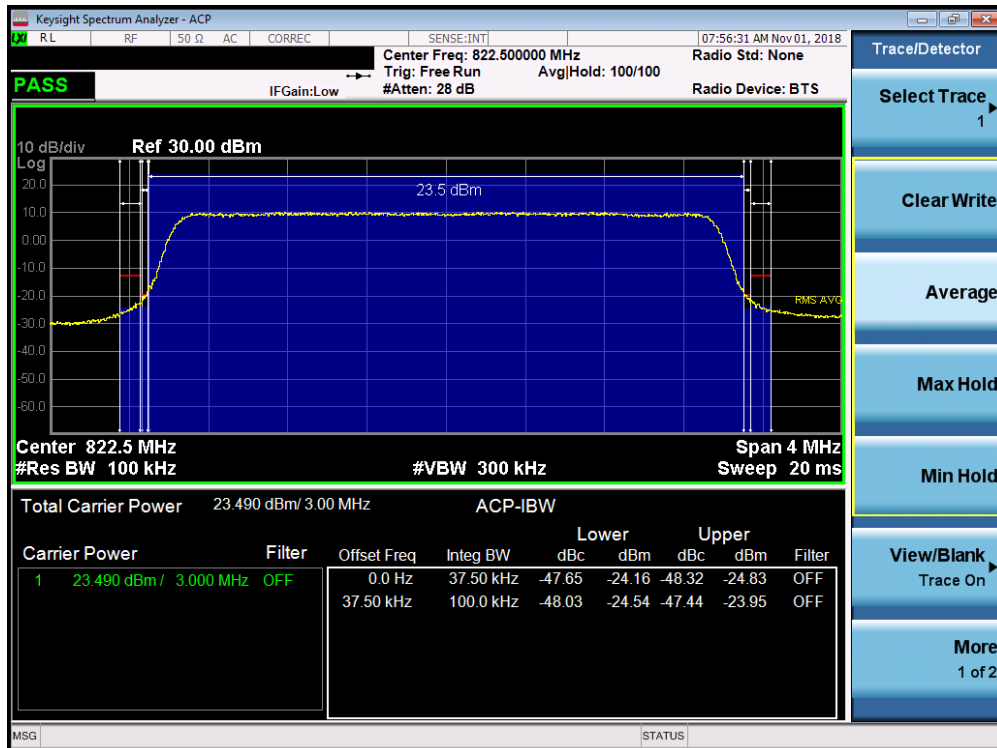 Keysight Spectrum Analyzer - ACP
LXI RL RF 50 Ω AC CORREC SENSE:INT 07:56:31 AM Nov 01, 2018
Center Freq: 822.500000 MHz Radio Std: None
Trig: Free Run Avg|Hold: 100/100
PASS IFGain:Low #Atten: 28 dB Radio Device: BTS
10 dB/div Ref 30.00 dBm
Log
20.0
23.5 dBm
10.0
0.00
-10.0
-20.0
RMS AVG
-30.0
-40.0
-50.0
-60.0
Center 822.5 MHz Span 4 MHz
#Res BW 100 kHz #VBW 300 kHz Sweep 20 ms
Total Carrier Power 23.490 dBm/ 3.00 MHz ACP-IBW
Lower Upper
Carrier Power Filter Offset Freq Integ BW dBc dBm dBc dBm Filter
1 23.490 dBm / 3.000 MHz OFF 0.0 Hz 37.50 kHz -47.65 -24.16 -48.32 -24.83 OFF
37.50 kHz 100.0 kHz -48.03 -24.54 -47.44 -23.95 OFF
MSG STATUS
Trace/Detector
Select Trace
1
Clear Write
Average
Max Hold
Min Hold
View/Blank
Trace On
More
1 of 2